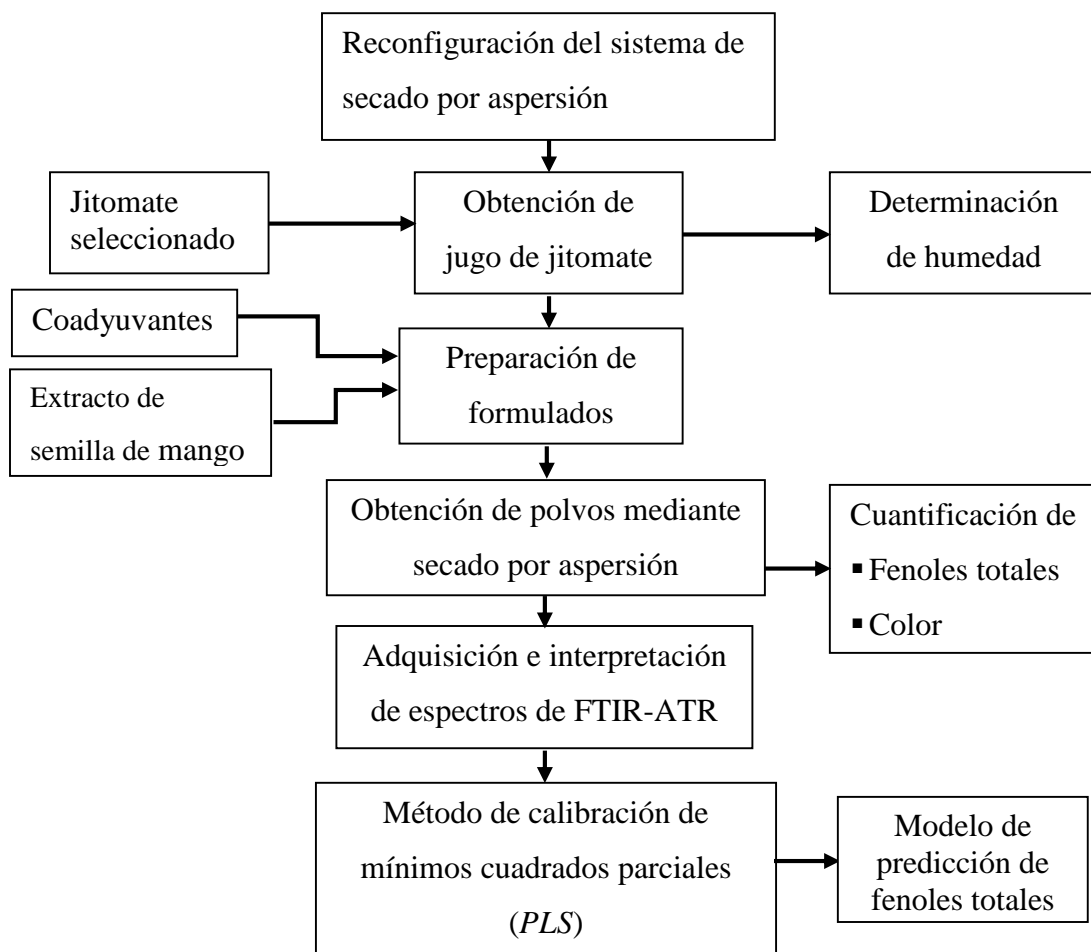 Reconfiguración del sistema de
secado por aspersión
Jitomate
seleccionado
Obtención de
jugo de jitomate
Determinación
de humedad
Coadyuvantes
Extracto de
semilla de mango
Preparación de
formulados
Obtención de polvos mediante
secado por aspersión
Cuantificación de
▪ Fenoles totales
▪ Color
Adquisición e interpretación
de espectros de FTIR-ATR
Método de calibración de
mínimos cuadrados parciales
(PLS)
Modelo de
predicción de
fenoles totales